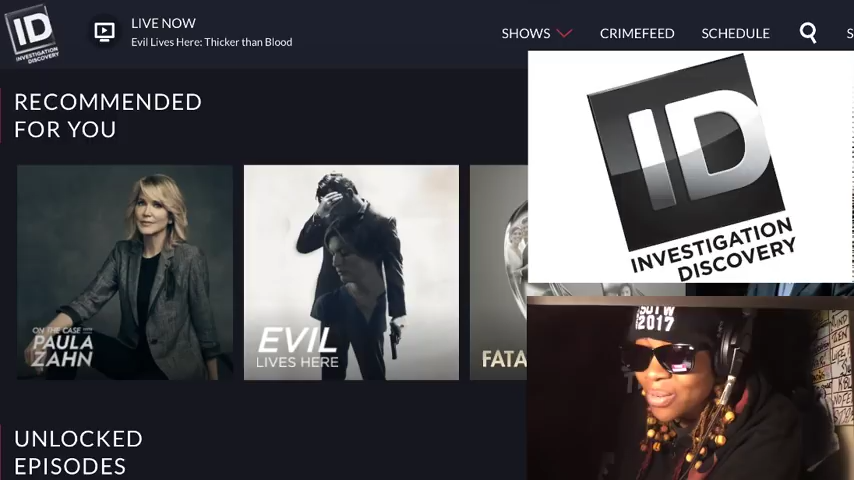 ID
INVESTIGATION
DISCOVERY
LIVE NOW
Evil Lives Here: Thicker than Blood
SHOWS
CRIMEFEED
SCHEDULE
S
RECOMMENDED
FOR YOU
ON THE CASE WITH
PAULA
ZAHN
EVIL
LIVES HERE
FATA
ID
INVESTIGATION
DISCOVERY
2017
UNLOCKED
EPISODES